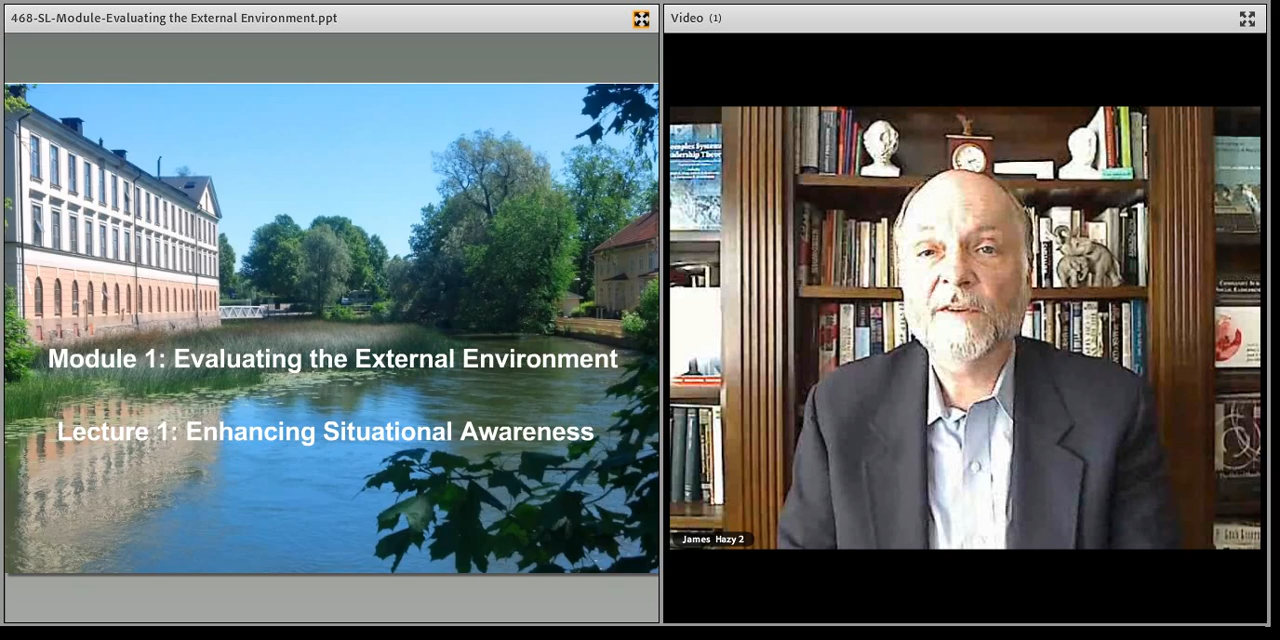 468-SL-Module-Evaluating the External Environment.ppt
Video (1)
Module 1: Evaluating the External Environment
Lecture 1: Enhancing Situational Awareness
James Hazy 2